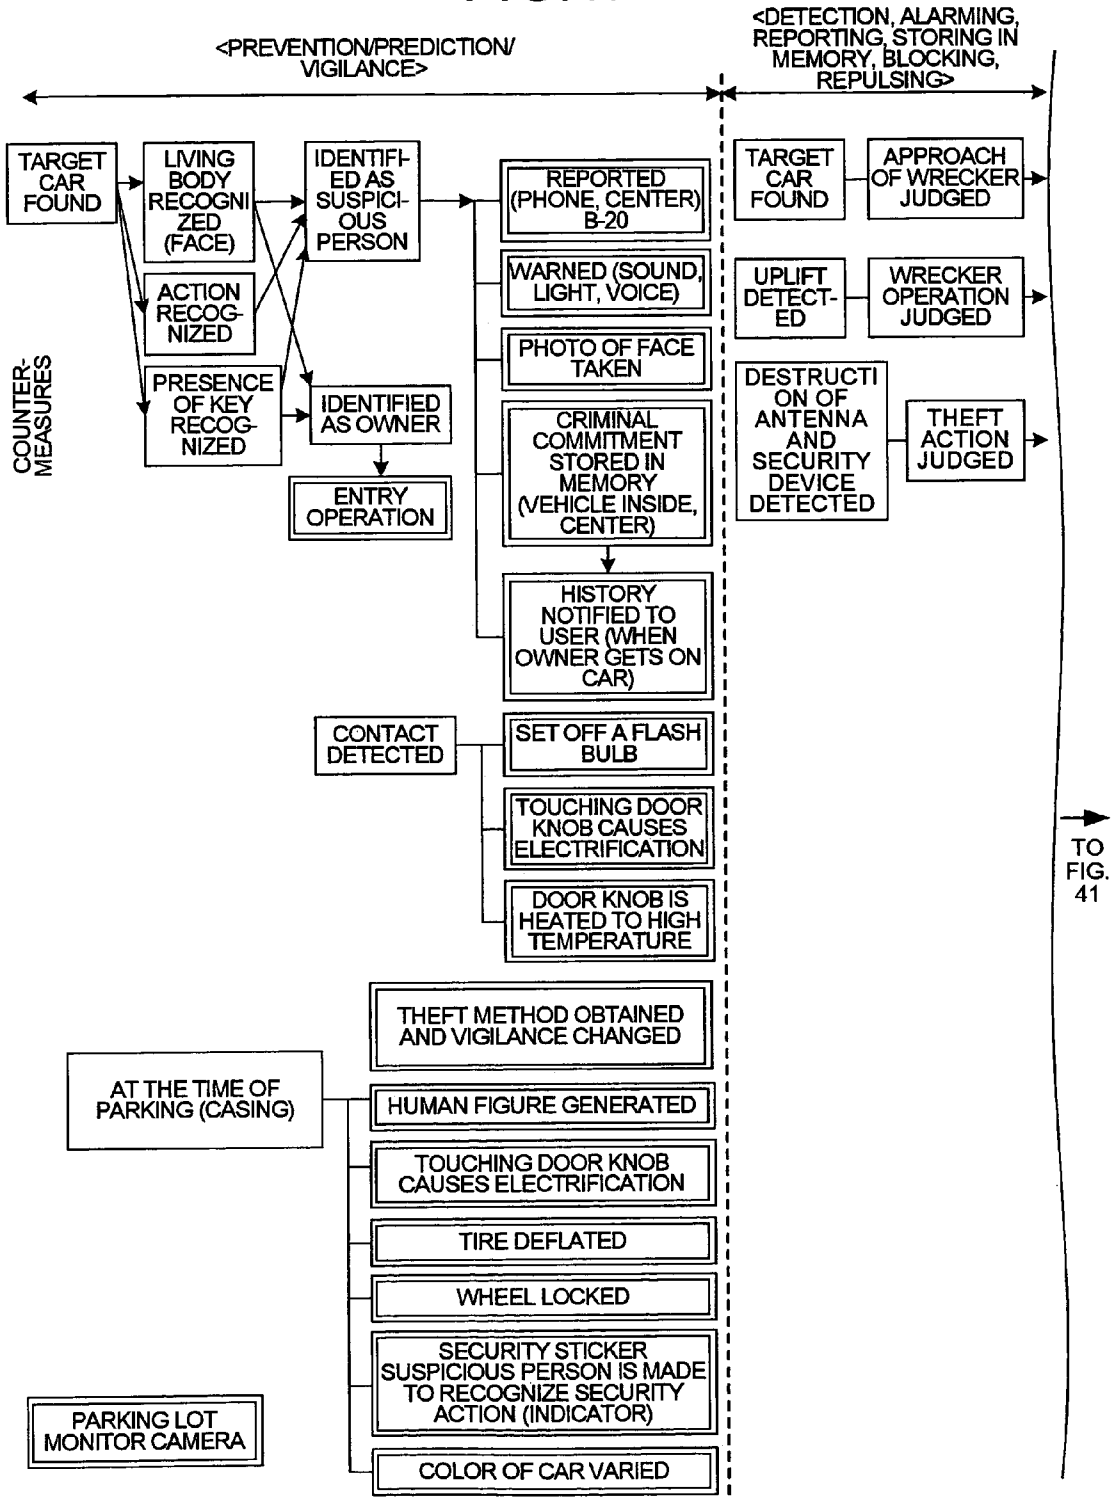 <PREVENTION/PREDICTION/
VIGILANCE>
<DETECTION, ALARMING,
REPORTING, STORING IN
MEMORY, BLOCKING,
REPULSING>
COUNTER-
MEASURES
TARGET
CAR
FOUND
LIVING
BODY
RECOGNI
ZED
(FACE)
ACTION
RECOG-
NIZED
PRESENCE
OF KEY
RECOG-
NIZED
IDENTIFI-
ED AS
SUSPICI-
OUS
PERSON
IDENTIFIED
AS OWNER
ENTRY
OPERATION
REPORTED
(PHONE, CENTER)
B-20
WARNED (SOUND,
LIGHT, VOICE)
PHOTO OF FACE
TAKEN
CRIMINAL
COMMITMENT
STORED IN
MEMORY
(VEHICLE INSIDE,
CENTER)
HISTORY
NOTIFIED TO
USER (WHEN
OWNER GETS ON
CAR)
CONTACT
DETECTED
SET OFF A FLASH
BULB
TOUCHING DOOR
KNOB CAUSES
ELECTRIFICATION
DOOR KNOB IS
HEATED TO HIGH
TEMPERATURE
THEFT METHOD OBTAINED
AND VIGILANCE CHANGED
AT THE TIME OF
PARKING (CASING)
HUMAN FIGURE GENERATED
TOUCHING DOOR KNOB
CAUSES ELECTRIFICATION
TIRE DEFLATED
WHEEL LOCKED
SECURITY STICKER
SUSPICIOUS PERSON IS MADE
TO RECOGNIZE SECURITY
ACTION (INDICATOR)
COLOR OF CAR VARIED
PARKING LOT
MONITOR CAMERA
TARGET
CAR
FOUND
APPROACH
OF WRECKER
JUDGED
UPLIFT
DETECT-
ED
WRECKER
OPERATION
JUDGED
DESTRUCTI
ON OF
ANTENNA
AND
SECURITY
DEVICE
DETECTED
THEFT
ACTION
JUDGED
TO
FIG.
41